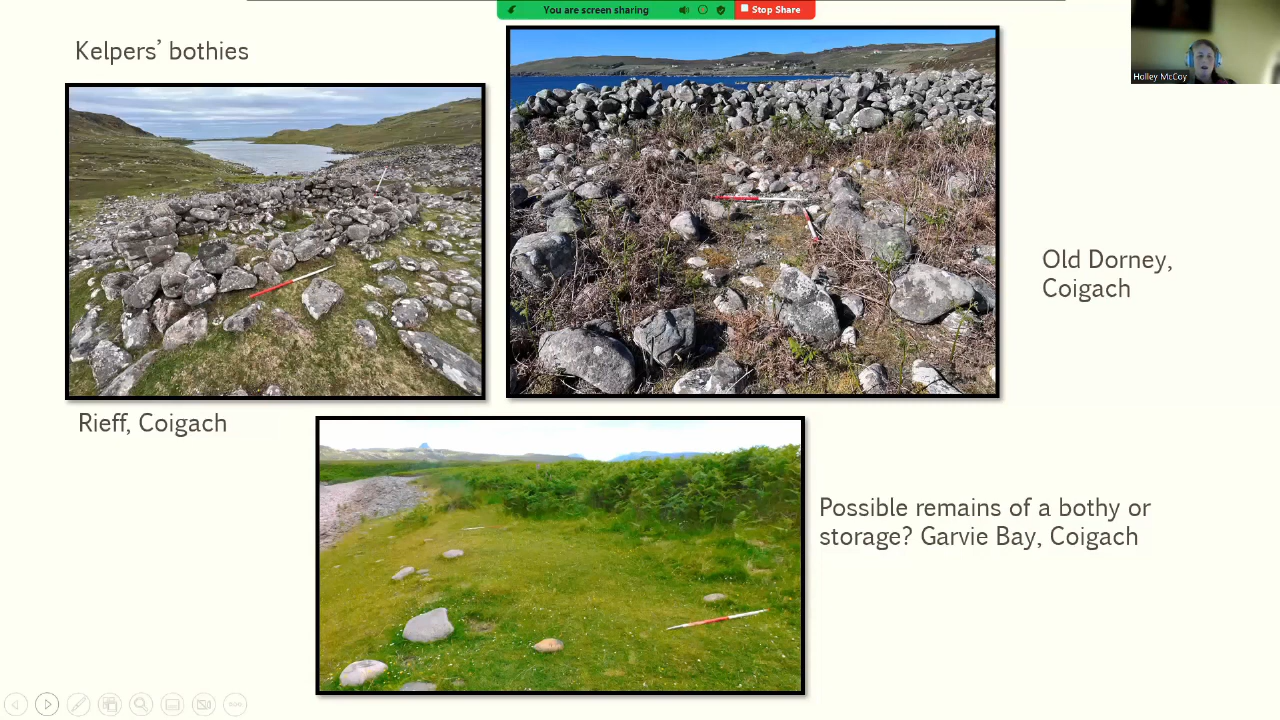 You are screen sharing
Stop Share
Kelpers' bothies
Holley McCoy
Old Dorney,
Coigach
Rieff, Coigach
Possible remains of a bothy or
storage? Garvie Bay, Coigach